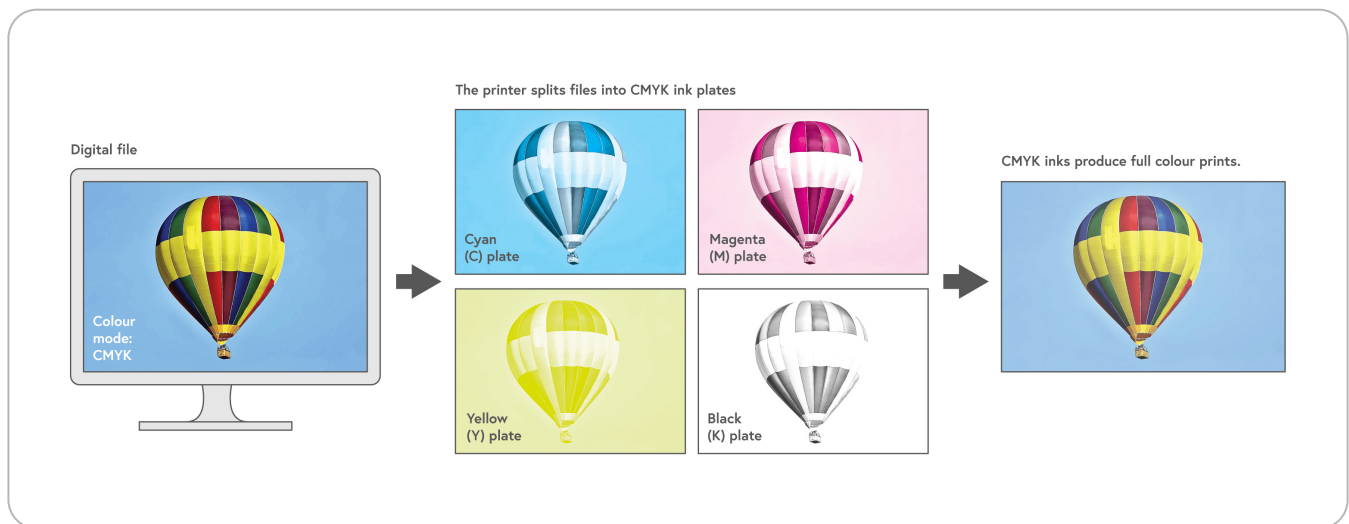 The printer splits files into CMYK ink plates
Digital file
Colour
mode:
CMYK
Cyan
(C) plate
Magenta
(M) plate
Yellow
(Y) plate
Black
(K) plate
CMYK inks produce full colour prints.